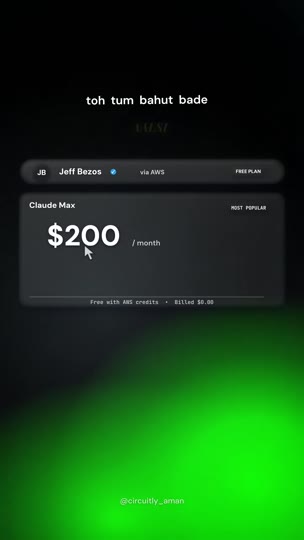 toh tum bahut bade
JB Jeff Bezos via AWS FREE PLAN
Claude Max MOST POPULAR
$200 / month
Free with AWS credits • Billed $0.00
@circuitly_aman